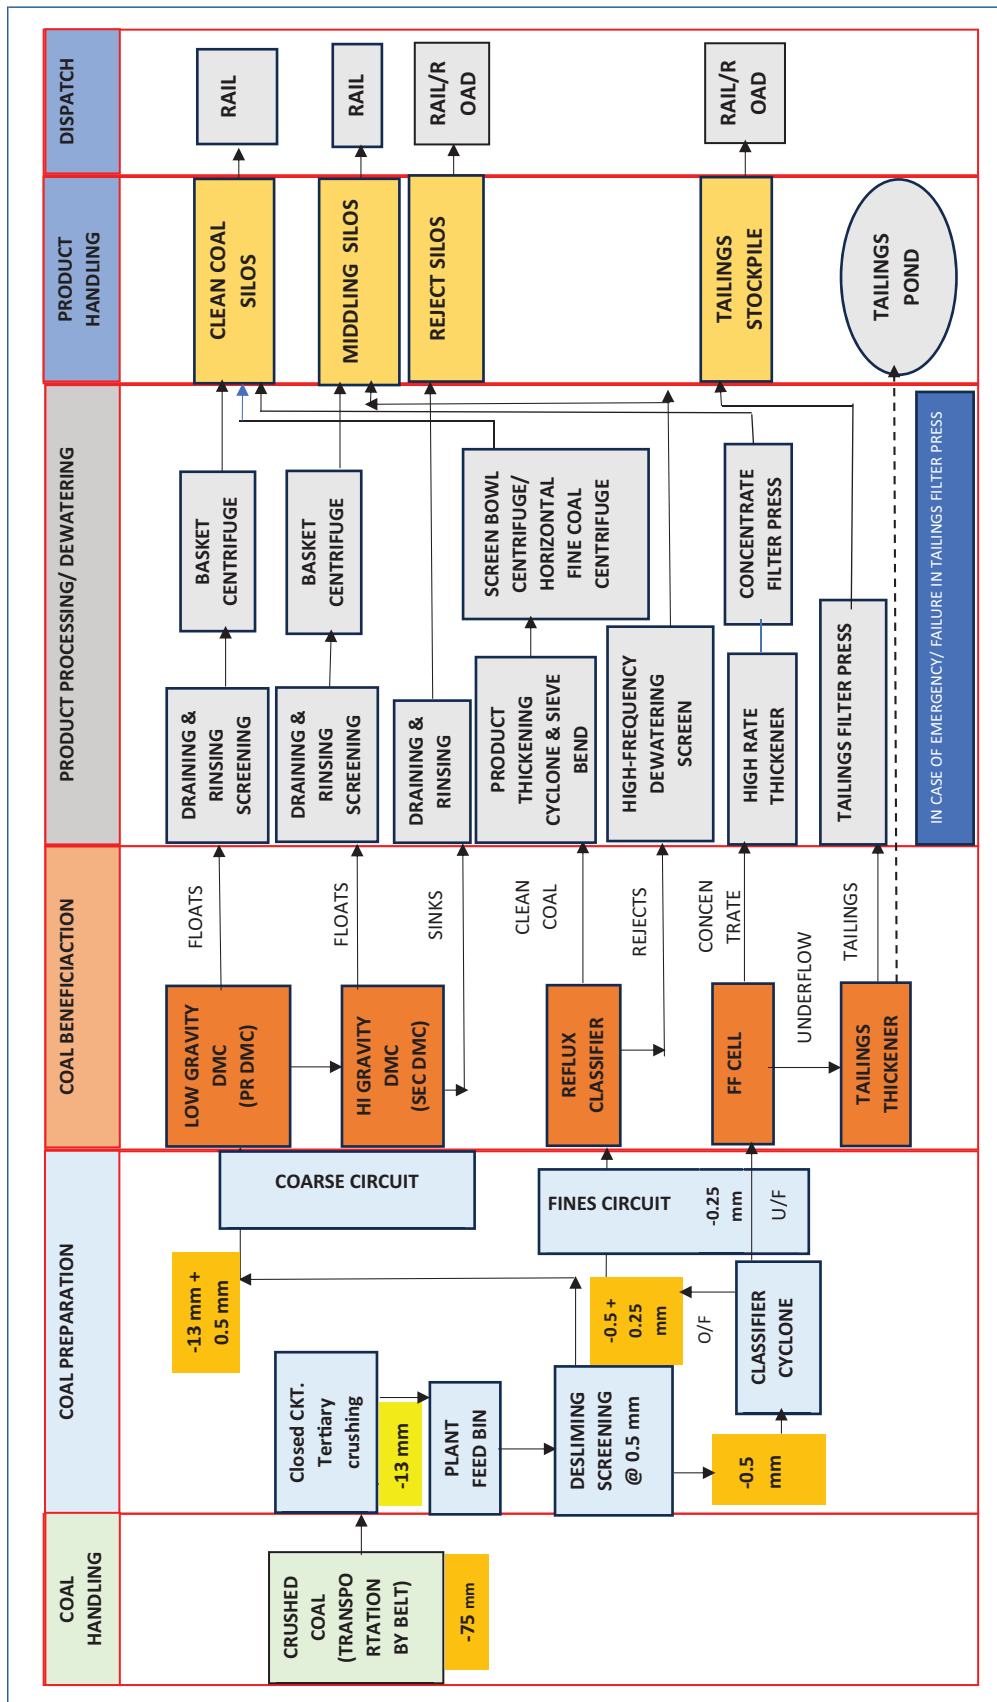 COAL
HANDLING
COAL PREPARATION
COAL BENEFICIACTION
PRODUCT PROCESSING/ DEWATERING
PRODUCT
HANDLING
DISPATCH
CRUSHED
COAL
(TRANSPO
RTATION
BY BELT)
-75 mm
Closed CKT.
Tertiary
crushing
-13 mm
PLANT
FEED BIN
DESLIMING
SCREENING
@ 0.5 mm
-0.5
mm
CLASSIFIER
CYCLONE
O/F
-13 mm +
0.5 mm
-0.5 +
0.25
mm
COARSE CIRCUIT
FINES CIRCUIT
-0.25
mm
U/F
LOW GRAVITY
DMC
(PR DMC)
HI GRAVITY
DMC
(SEC DMC)
REFLUX
CLASSIFIER
FF CELL
TAILINGS
THICKENER
FLOATS
FLOATS
SINKS
CLEAN
COAL
REJECTS
CONCEN
TRATE
UNDERFLOW
TAILINGS
DRAINING &
RINSING
SCREENING
DRAINING &
RINSING
SCREENING
DRAINING &
RINSING
PRODUCT
THICKENING
CYCLONE & SIEVE
BEND
HIGH-FREQUENCY
DEWATERING
SCREEN
HIGH RATE
THICKENER
TAILINGS FILTER PRESS
BASKET
CENTRIFUGE
BASKET
CENTRIFUGE
SCREEN BOWL
CENTRIFUGE/
HORIZONTAL
FINE COAL
CENTRIFUGE
CONCENTRATE
FILTER PRESS
IN CASE OF EMERGENCY/ FAILURE IN TAILINGS FILTER PRESS
CLEAN COAL
SILOS
MIDDLING SILOS
REJECT SILOS
TAILINGS
STOCKPILE
TAILINGS
POND
RAIL
RAIL
RAIL/R
OAD
RAIL/R
OAD